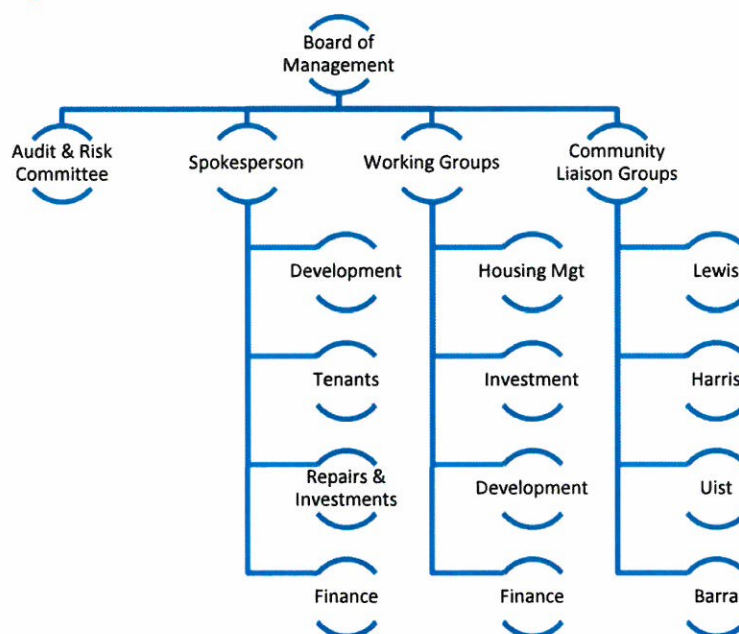 Board of
Management
Audit & Risk
Committee
Spokesperson
Working Groups
Community
Liaison Groups
Development
Housing Mgt
Lewis
Tenants
Investment
Harris
Repairs &
Investments
Development
Uist
Finance
Finance
Barra